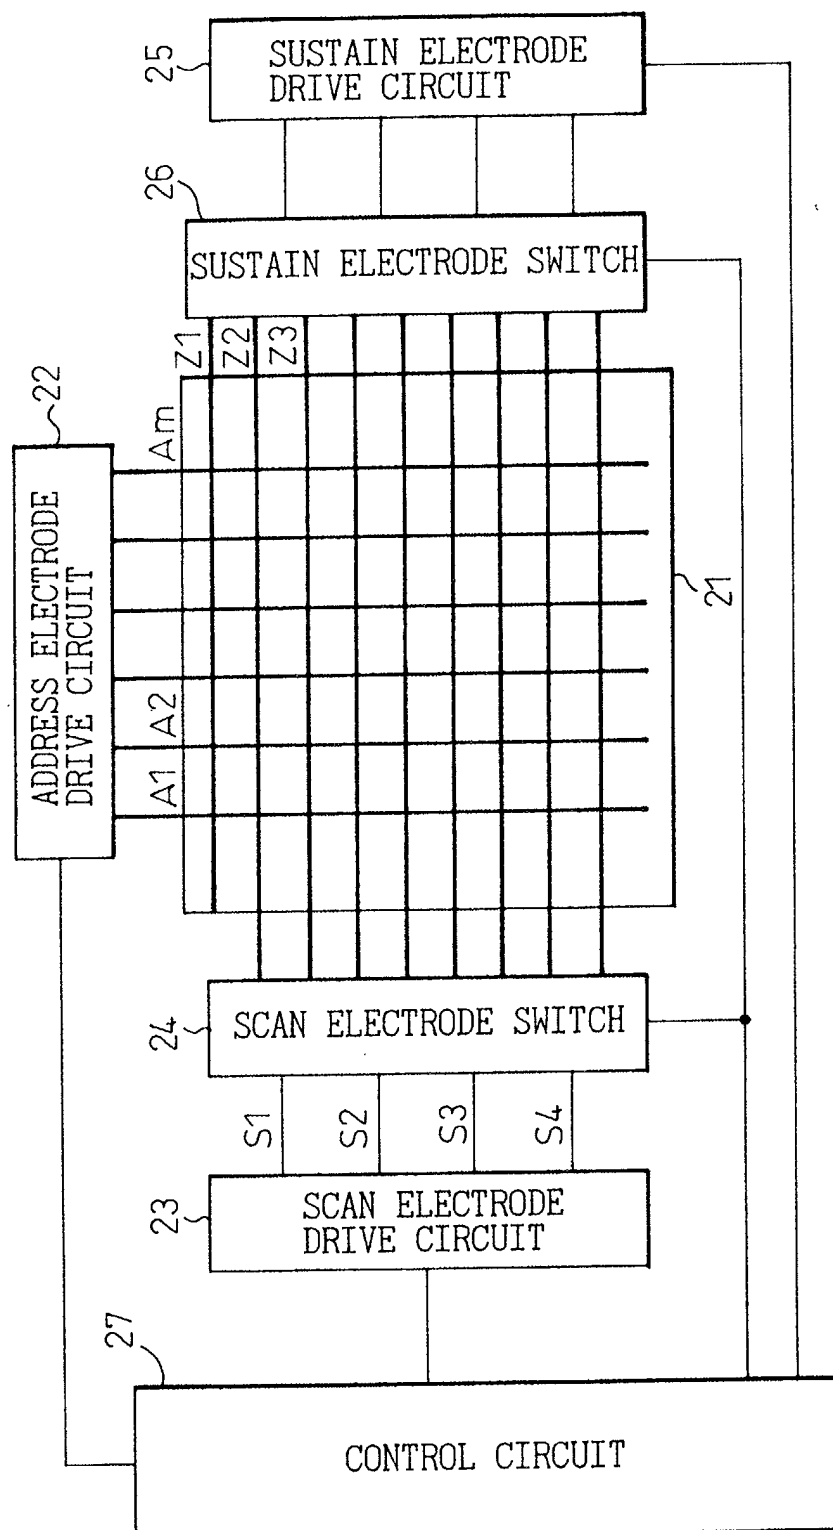 25
SUSTAIN ELECTRODE
DRIVE CIRCUIT
26
SUSTAIN ELECTRODE SWITCH
Z1
Z2
Z3
22
ADDRESS ELECTRODE
DRIVE CIRCUIT
Am
A2
A1
21
24
SCAN ELECTRODE SWITCH
S1
S2
S3
S4
23
SCAN ELECTRODE
DRIVE CIRCUIT
27
CONTROL CIRCUIT